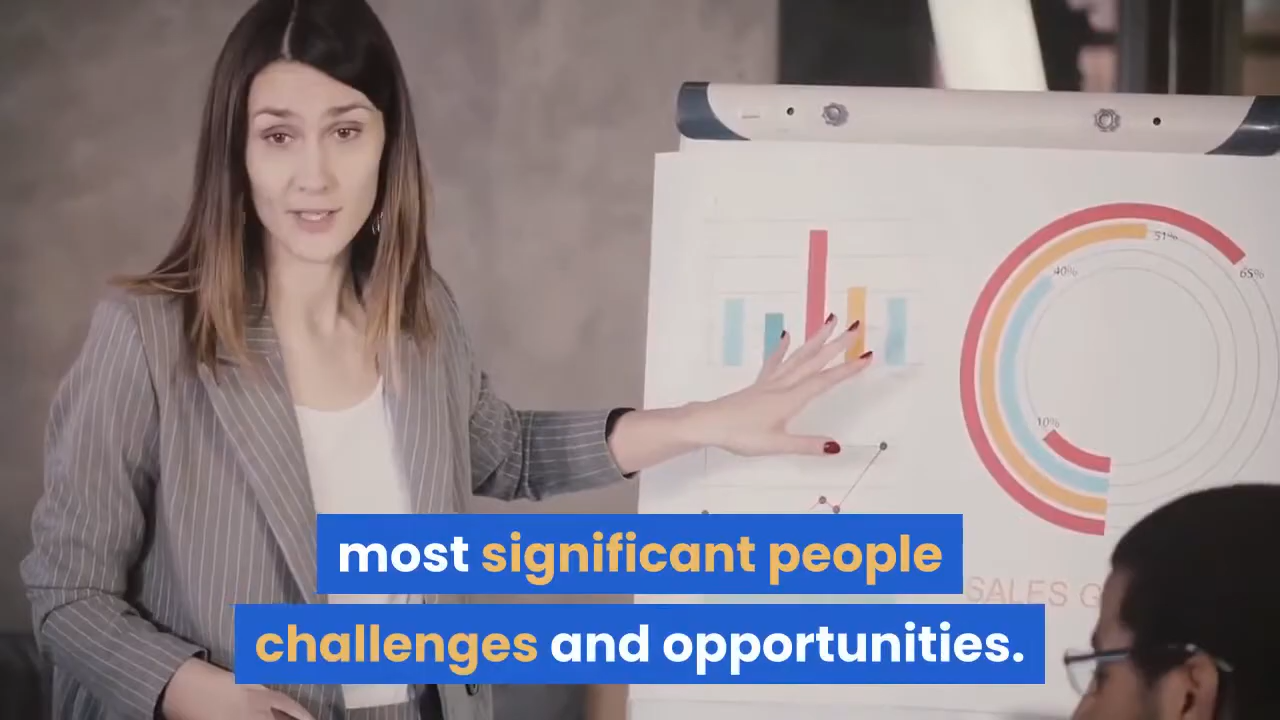 51%
40%
65%
10%
SALES
most significant people
challenges and opportunities.